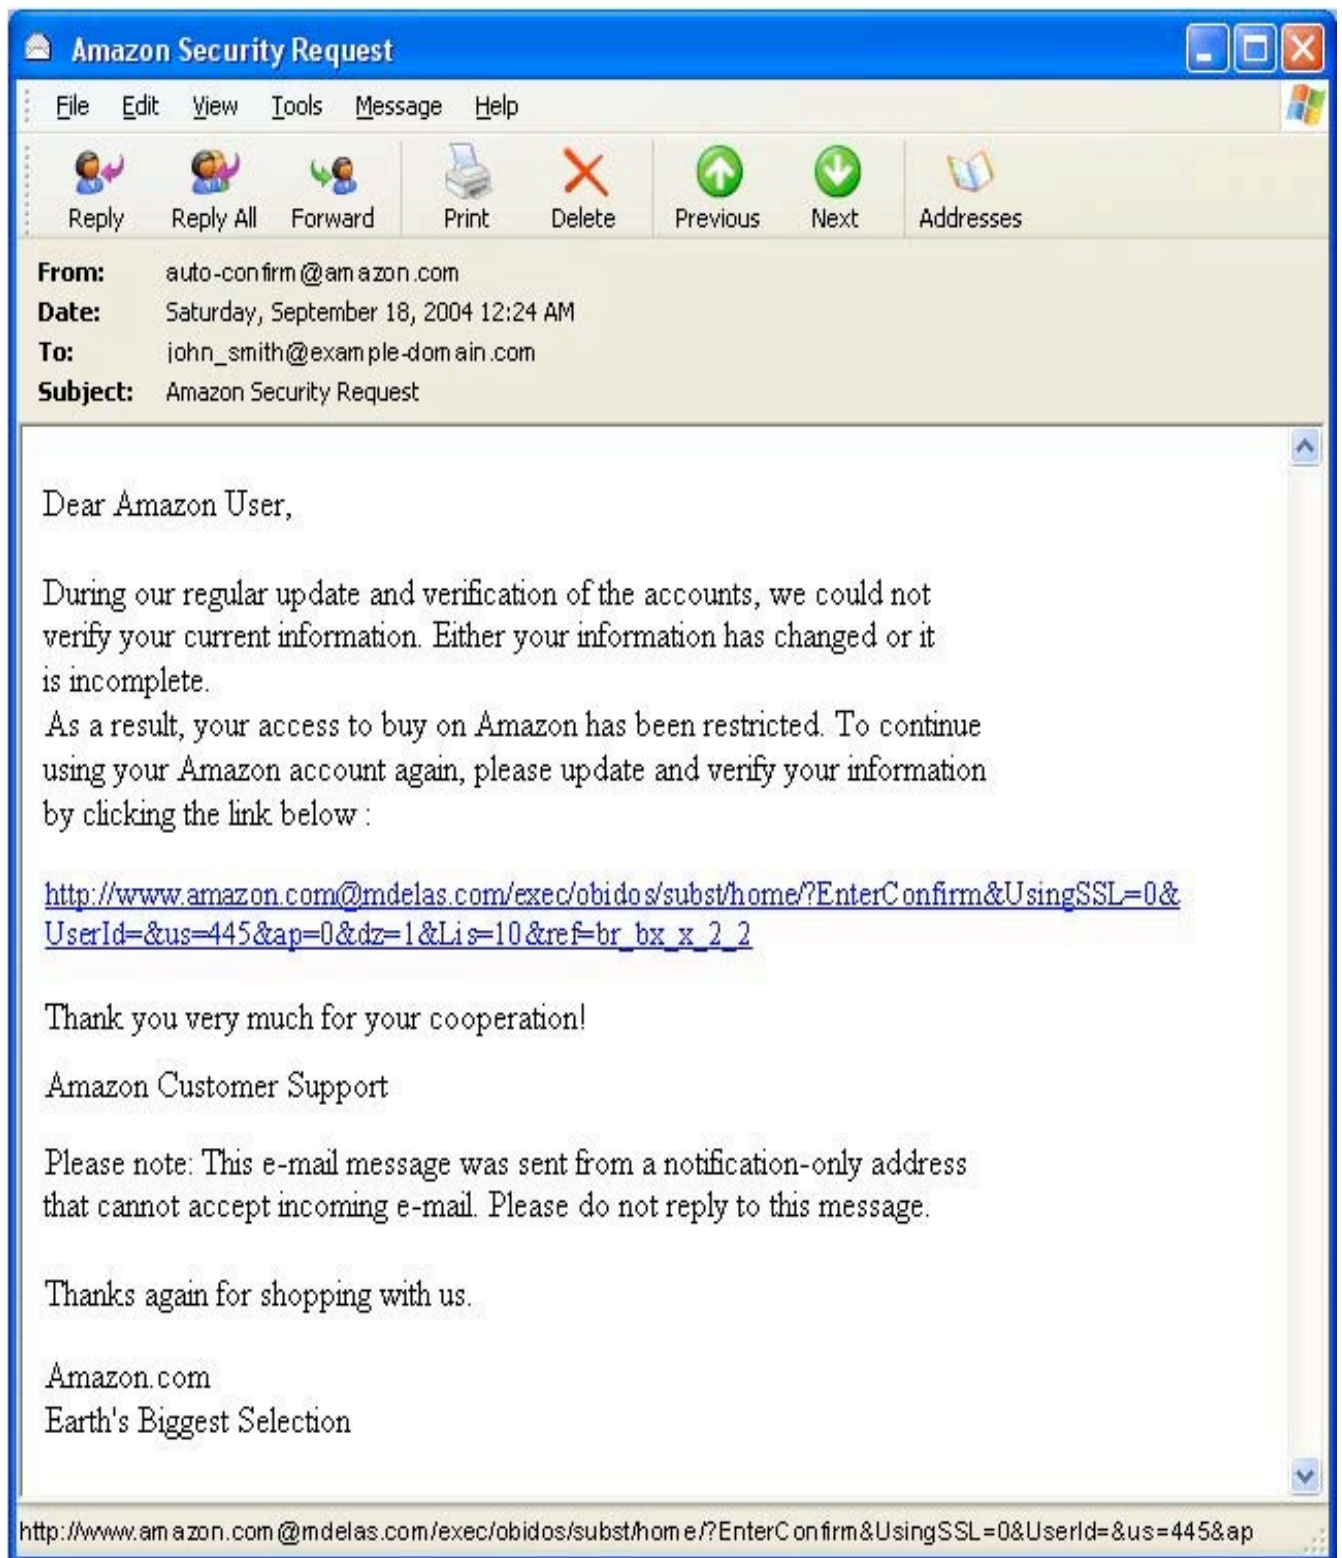 Amazon Security Request
File Edit View Tools Message Help
Reply Reply All Forward Print Delete Previous Next Addresses
From: auto-confirm@amazon.com
Date: Saturday, September 18, 2004 12:24 AM
To: john_smith@example-domain.com
Subject: Amazon Security Request
Dear Amazon User,
During our regular update and verification of the accounts, we could not
verify your current information. Either your information has changed or it
is incomplete.
As a result, your access to buy on Amazon has been restricted. To continue
using your Amazon account again, please update and verify your information
by clicking the link below :
http://www.amazon.com@mdelas.com/exec/obidos/subst/home/?EnterConfirm&UsingSSL=0&
UserId=&us=445&ap=0&dz=1&Lis=10&ref=br_bx_x_2_2
Thank you very much for your cooperation!
Amazon Customer Support
Please note: This e-mail message was sent from a notification-only address
that cannot accept incoming e-mail. Please do not reply to this message.
Thanks again for shopping with us.
Amazon.com
Earth's Biggest Selection
http://www.amazon.com@mdelas.com/exec/obidos/subst/home/?EnterConfirm&UsingSSL=0&UserId=&us=445&ap